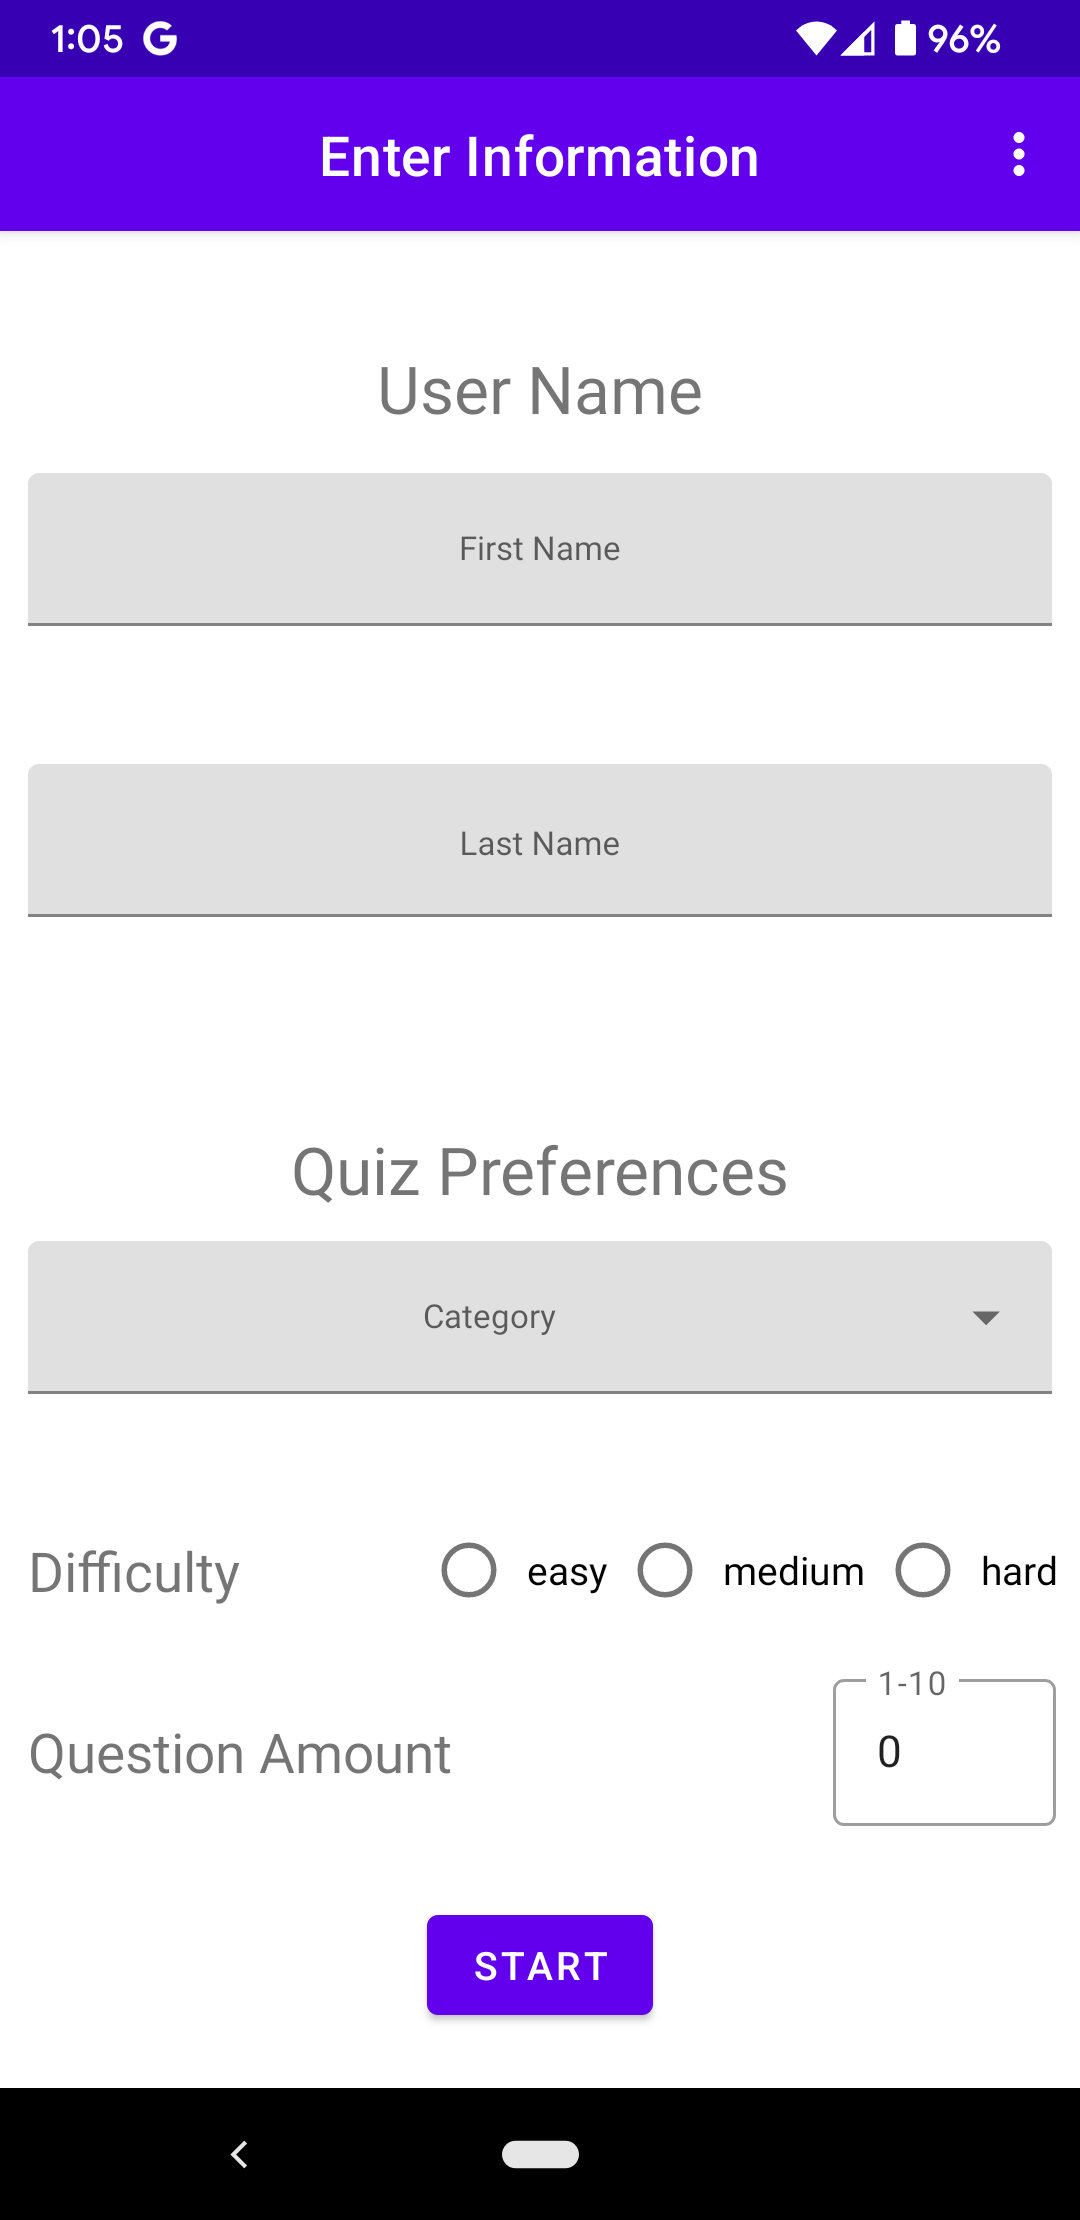 1:05 G 96%
Enter Information
User Name
First Name
Last Name
Quiz Preferences
Category
Difficulty easy medium hard
1-10
Question Amount 0
START